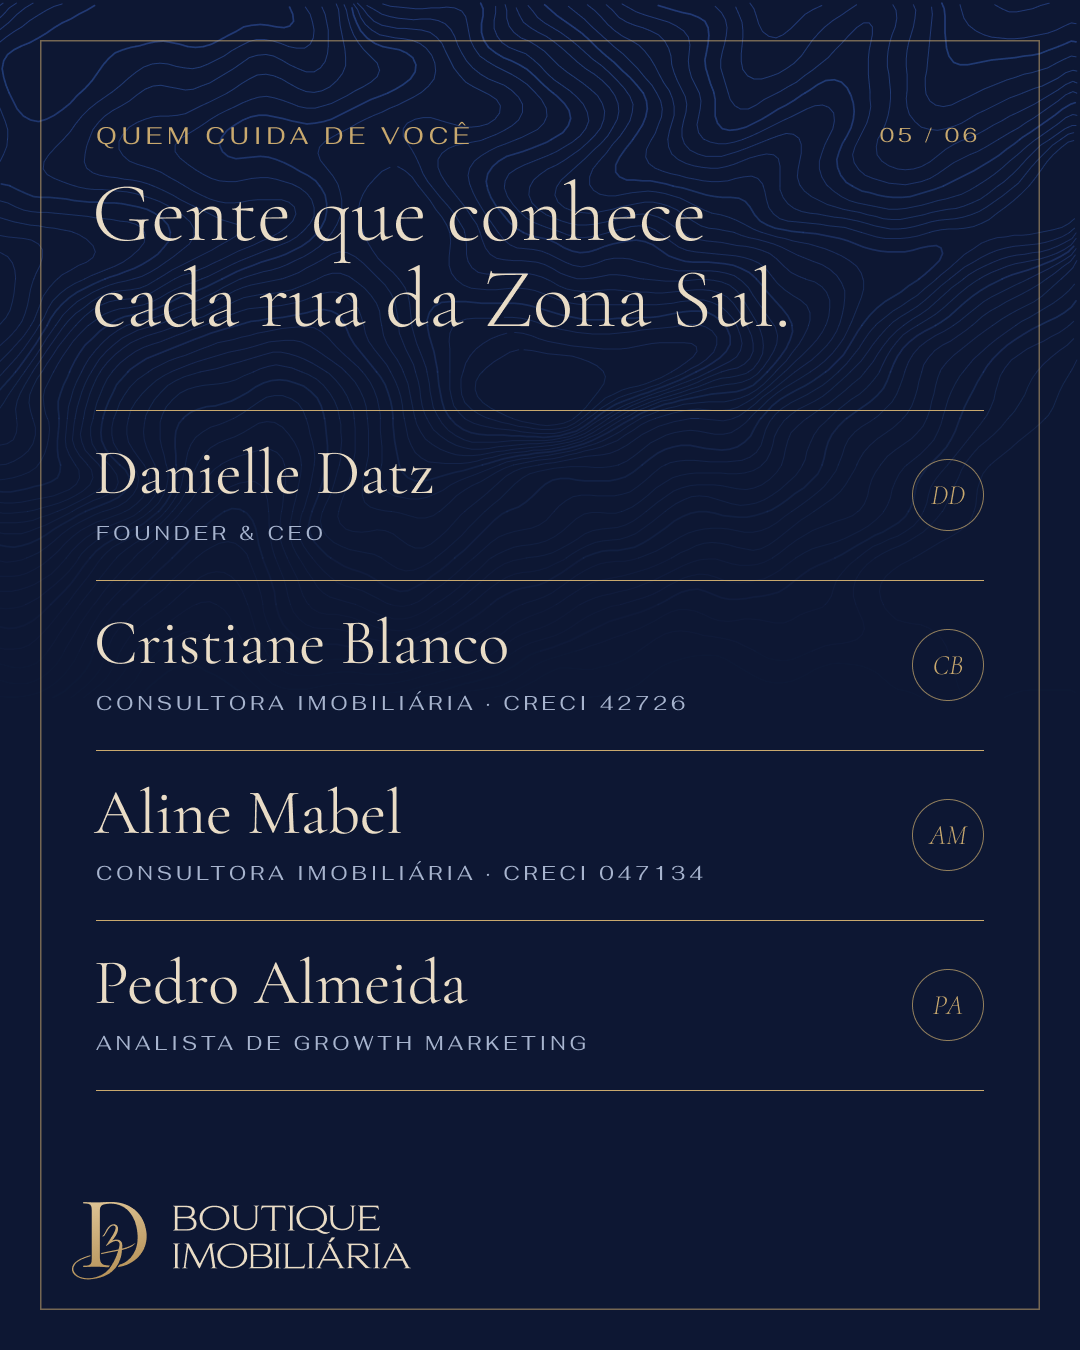 QUEM CUIDA DE VOCÊ
05 / 06
Gente que conhece
cada rua da Zona Sul.
Danielle Datz
FOUNDER & CEO
DD
Cristiane Blanco
CONSULTORA IMOBILIÁRIA · CRECI 42726
CB
Aline Mabel
CONSULTORA IMOBILIÁRIA · CRECI 047134
AM
Pedro Almeida
ANALISTA DE GROWTH MARKETING
PA
BOUTIQUE
IMOBILIÁRIA